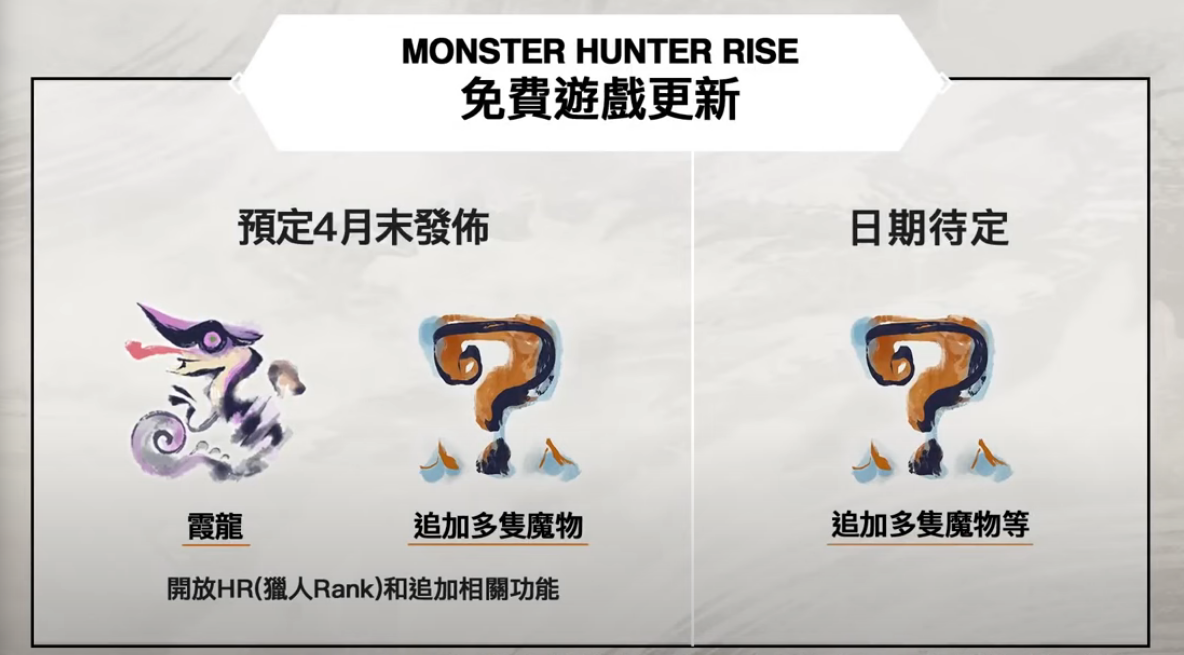 MONSTER HUNTER RISE
免費遊戲更新
預定4月末發佈
霞龍
追加多隻魔物
開放HR(獵人Rank)和追加相關功能
日期待定
追加多隻魔物等